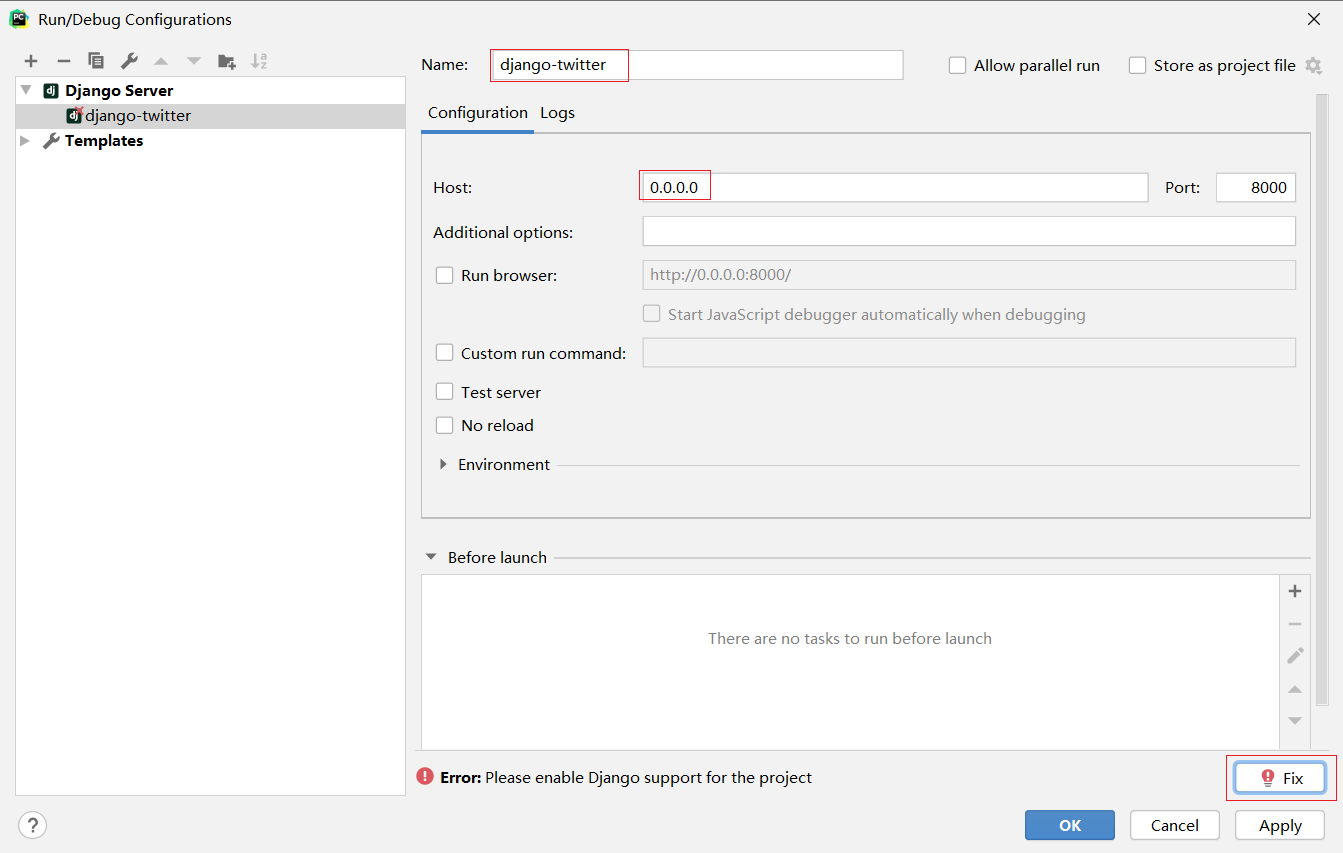 Run/Debug Configurations
Name: django-twitter Allow parallel run Store as project file
Django Server
django-twitter
Templates
Configuration Logs
Host: 0.0.0.0 Port: 8000
Additional options:
Run browser: http://0.0.0.0:8000/
Start JavaScript debugger automatically when debugging
Custom run command:
Test server
No reload
Environment
Before launch
There are no tasks to run before launch
Error: Please enable Django support for the project Fix
? OK Cancel Apply